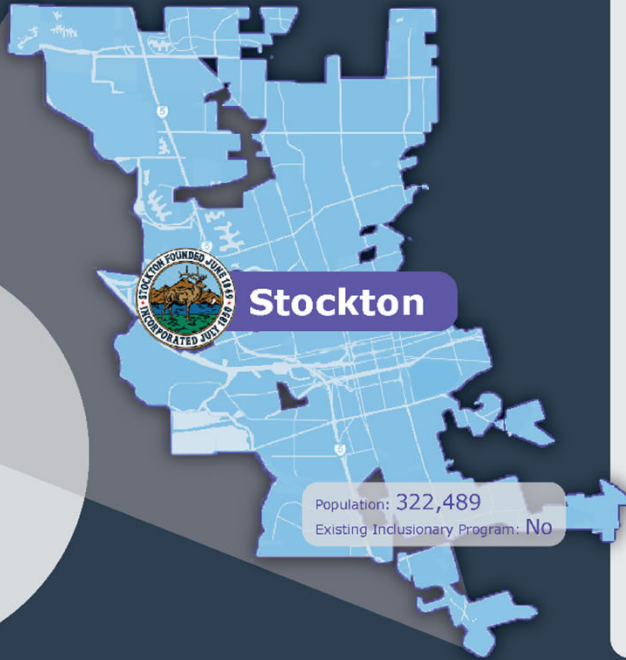 5
5
STOCKTON FOUNDED JUNE 1849
INCORPORATED JULY 1850
Stockton
5
Population: 322,489
Existing Inclusionary Program: No